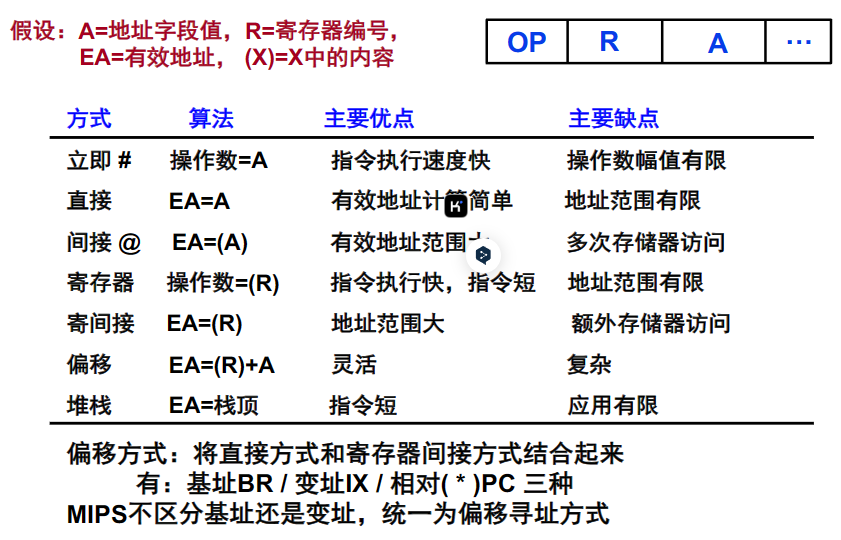 假设：A=地址字段值，R=寄存器编号，
EA=有效地址， (X)=X中的内容
OP R A ...
方式 算法 主要优点 主要缺点
立即 # 操作数=A 指令执行速度快 操作数幅值有限
直接 EA=A 有效地址计 简单 地址范围有限
间接 @ EA=(A) 有效地址范围 多次存储器访问
寄存器 操作数=(R) 指令执行快，指令短 地址范围有限
寄间接 EA=(R) 地址范围大 额外存储器访问
偏移 EA=(R)+A 灵活 复杂
堆栈 EA=栈顶 指令短 应用有限
偏移方式：将直接方式和寄存器间接方式结合起来
有：基址BR / 变址IX / 相对( * )PC 三种
MIPS不区分基址还是变址，统一为偏移寻址方式